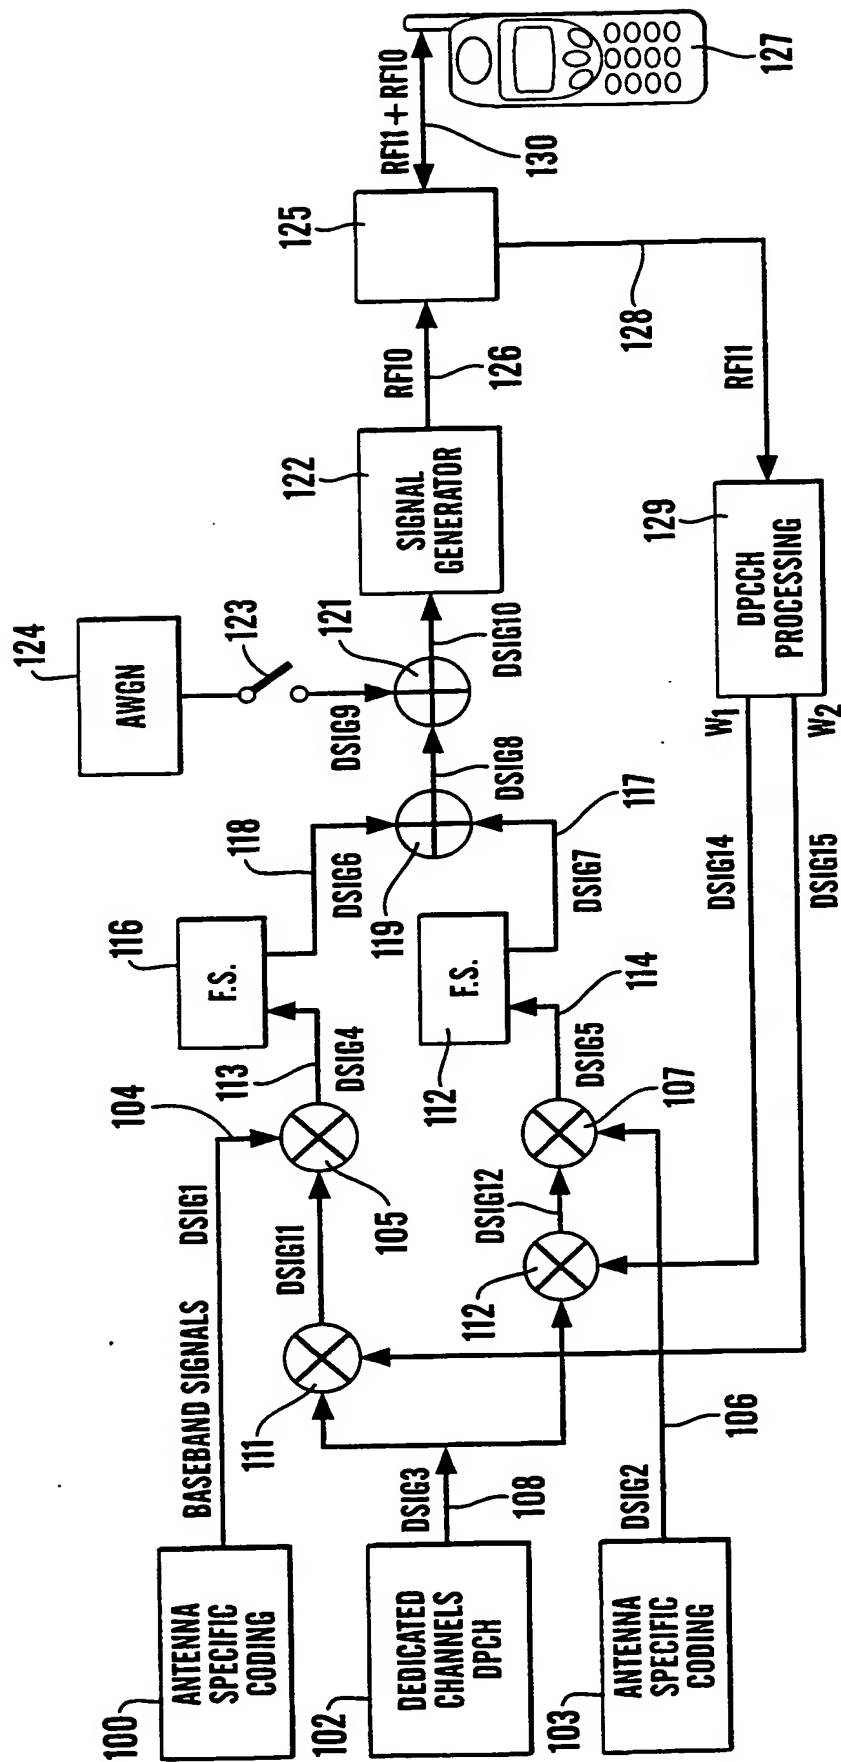 100
ANTENNA
SPECIFIC
CODING
BASEBAND SIGNALS
DSIG1
104
102
DEDICATED
CHANNELS
DPCH
DSIG3
108
103
ANTENNA
SPECIFIC
CODING
DSIG2
106
111
DSIG11
105
112
DSIG12
107
113
DSIG4
DSIG5
114
116
F.S.
112
F.S.
118
DSIG6
DSIG7
117
119
DSIG8
124
AWGN
123
DSIG9
121
DSIG10
122
SIGNAL
GENERATOR
RF10
126
125
RF11 + RF10
130
127
128
RF11
129
DPCCH
PROCESSING
W1
W2
DSIG14
DSIG15